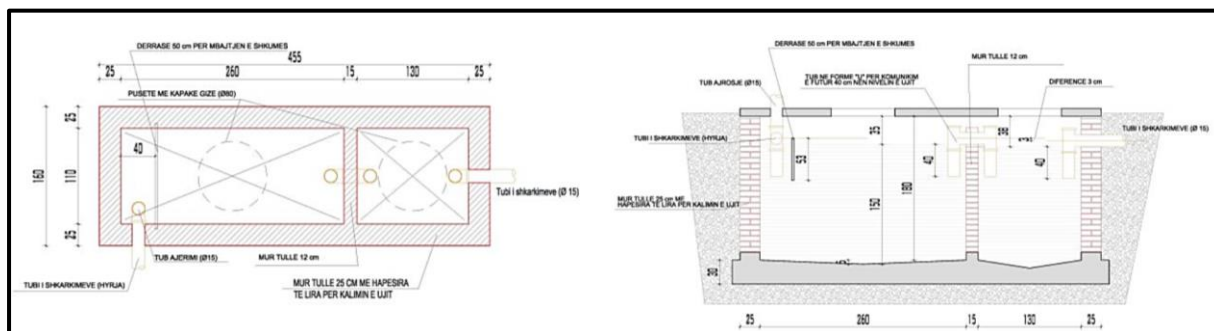 DERRASE 50 cm PER MBAJTJEN E SHKUMES
455
25 260 15 130 25
PUSETE ME KAPAKE GIZE (Ø60)
25
160 110
25
40
Tubi i shkarkimeve (Ø 15)
TUB AJERIMI (Ø15)
MUR TULLE 12 cm
TUBI I SHKARKIMEVE (HYRJA)
MUR TULLE 25 CM ME HAPESIRA
TE LIRA PER KALIMIN E UJIT
DERRASE 50 cm PER MBAJTJEN E SHKUMES
MUR TULLE 12 cm
TUB AJROSJE (Ø15)
TUB NE FORME "U" PER KOMUNIKIM
E FUTUR 40 cm NEN NIVELIN E UJIT
DIFERENCE 3 cm
TUBI I SHKARKIMEVE (HYRJA)
TUBI I SHKARKIMEVE (Ø 15)
35
40
40
150
180
MUR TULLE 25 cm ME
HAPESIRA TE LIRA PER
KALIMIN E UJIT
30
25 260 15 130 25